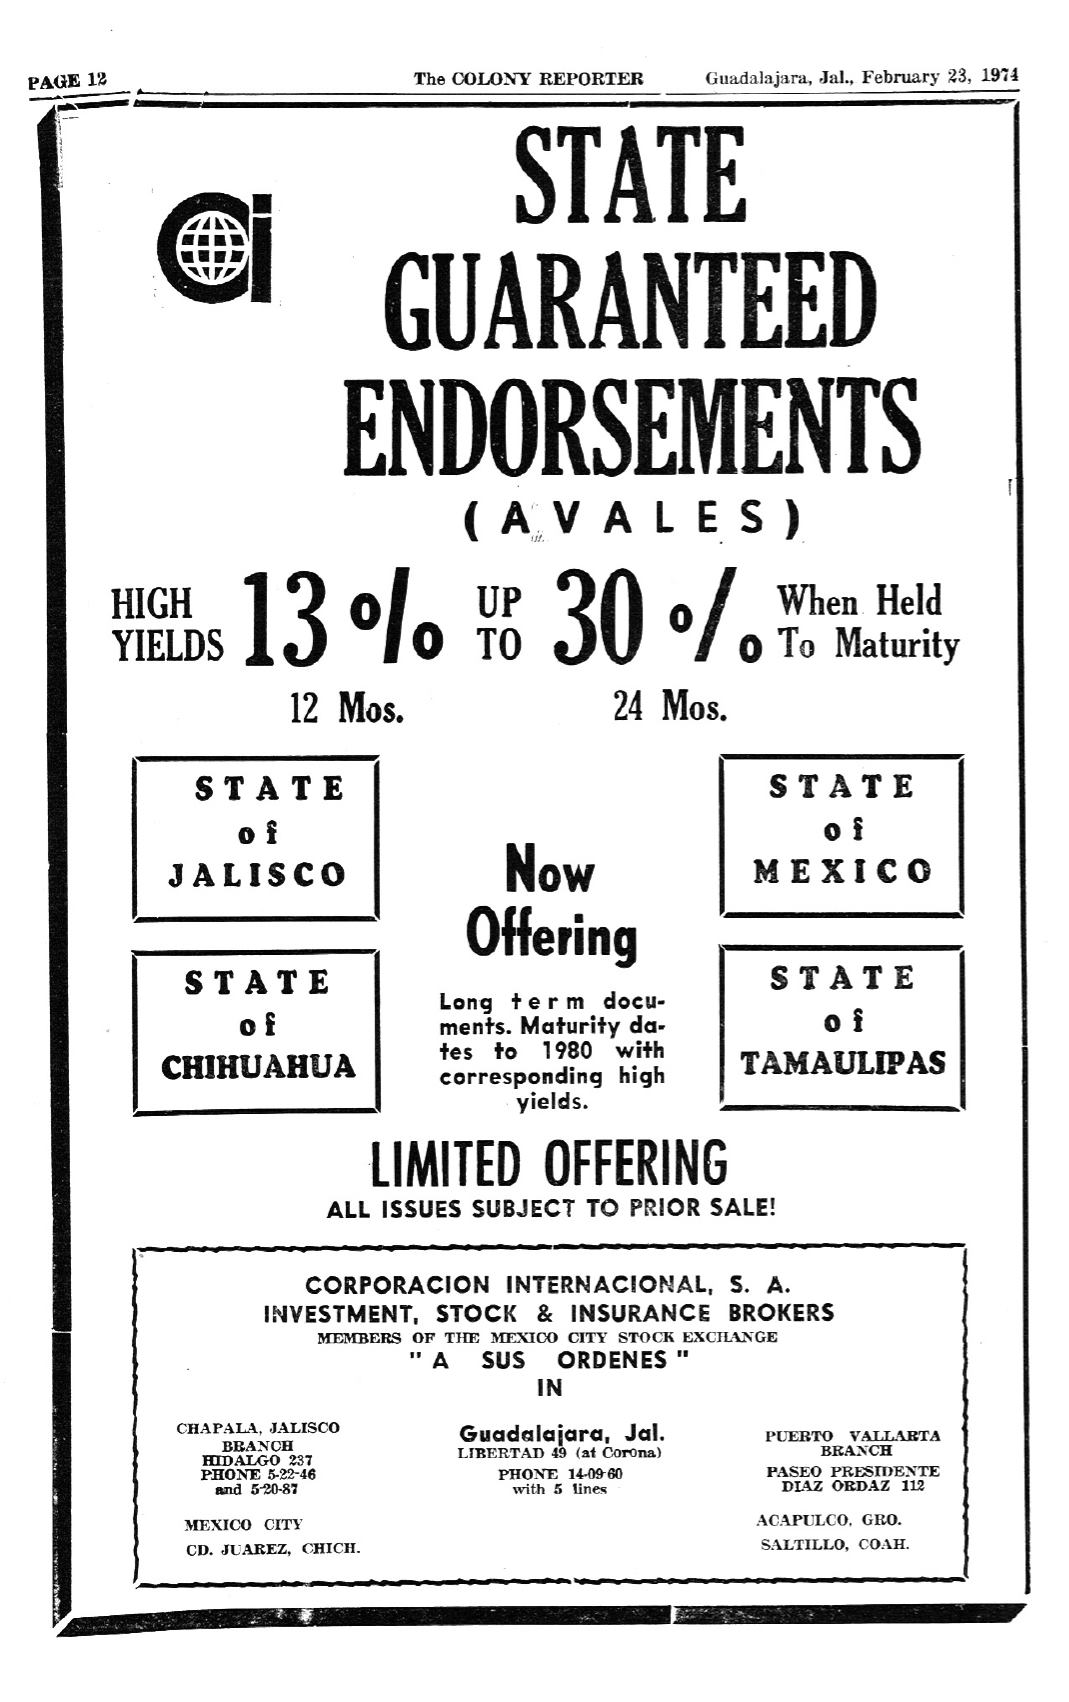 PAGE 12
The COLONY REPORTER
Guadalajara, Jal., February 23, 1974
Ci
STATE
GUARANTEED
ENDORSEMENTS
(AVALES)
HIGH YIELDS 13% UP TO 30% When Held To Maturity
12 Mos.
24 Mos.
STATE
of
JALISCO
STATE
of
MEXICO
Now
Offering
STATE
of
CHIHUAHUA
STATE
of
TAMAULIPAS
Long term docu-
ments. Maturity da-
tes to 1980 with
corresponding high
yields.
LIMITED OFFERING
ALL ISSUES SUBJECT TO PRIOR SALE!
CORPORACION INTERNACIONAL, S. A.
INVESTMENT, STOCK & INSURANCE BROKERS
MEMBERS OF THE MEXICO CITY STOCK EXCHANGE
"A SUS ORDENES"
IN
CHAPALA, JALISCO
BRANCH
HIDALGO 237
PHONE 5-22-46
and 5-20-87
MEXICO CITY
CD. JUAREZ, CHICH.
Guadalajara, Jal.
LIBERTAD 49 (at Corona)
PHONE 14-09-60
with 5 lines
PUERTO VALLARTA
BRANCH
PASEO PRESIDENTE
DIAZ ORDAZ 112
ACAPULCO, GRO.
SALTILLO, COAH.